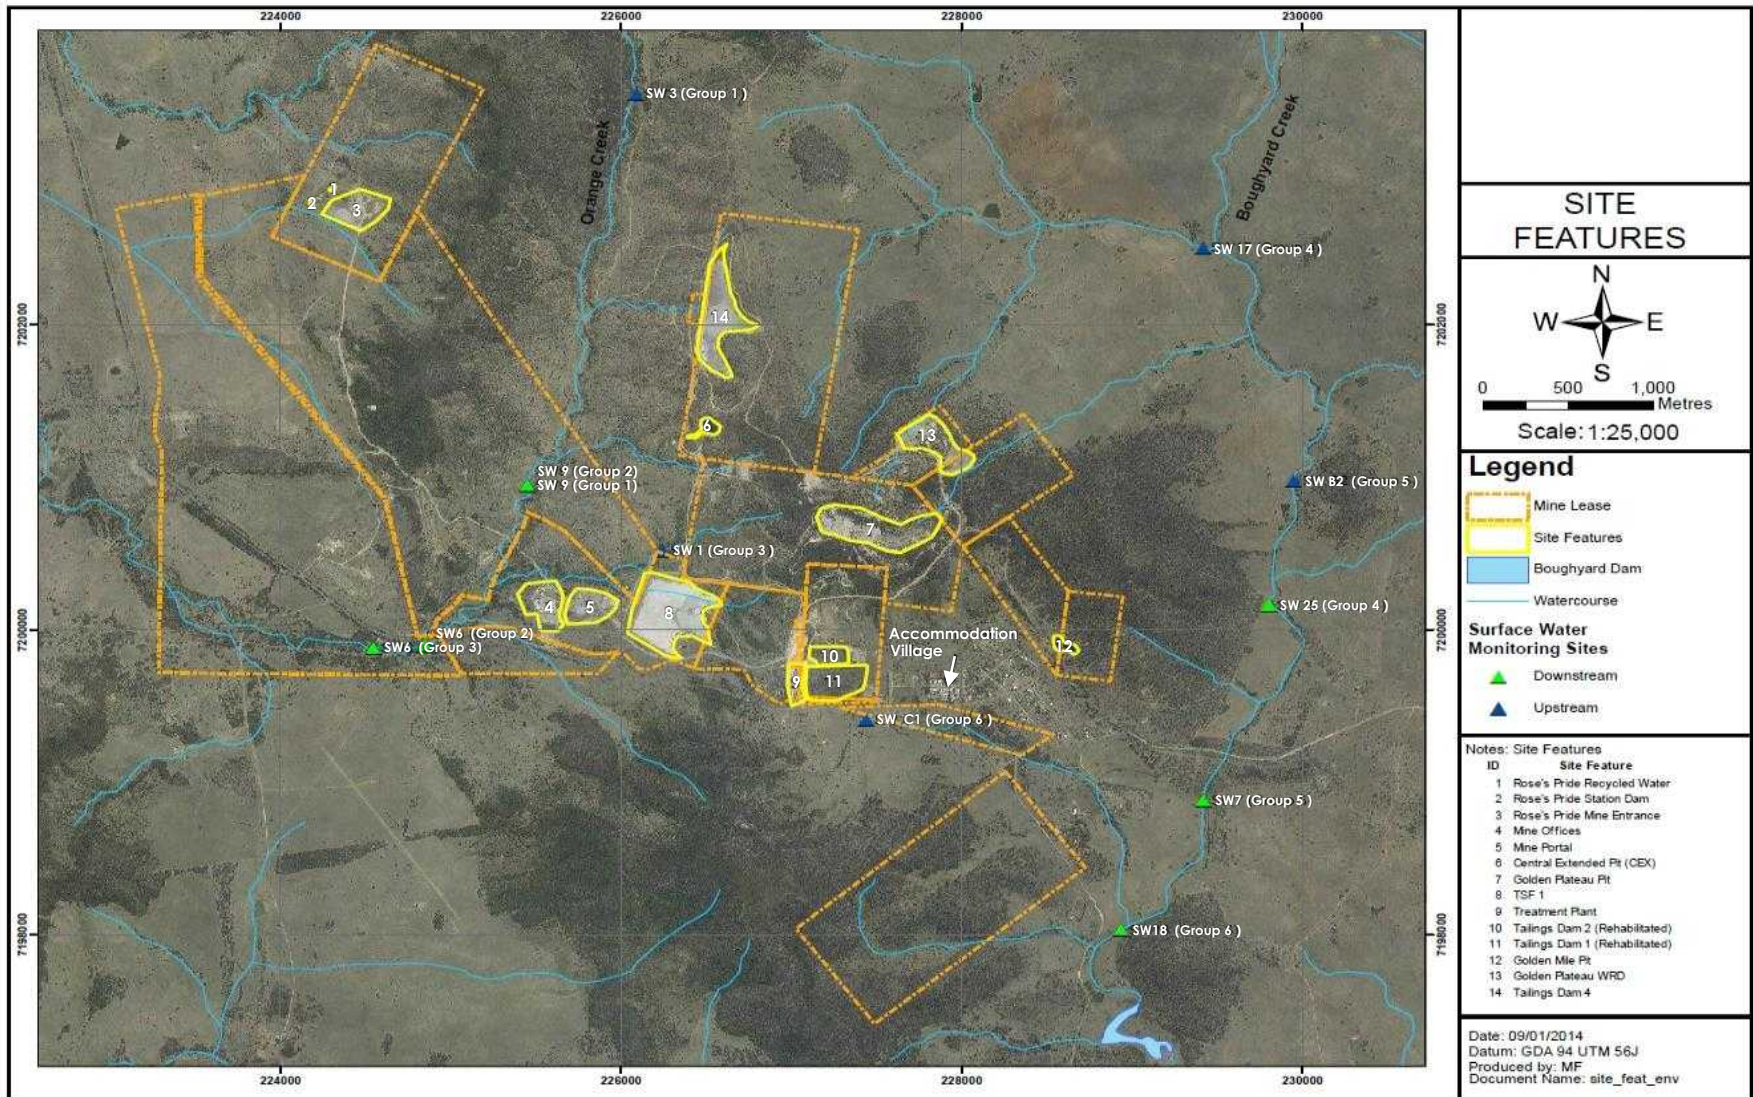 224000
226000
228000
230000
SW 3 (Group 1 )
Orange Creek
Boughyard Creek
1
2
3
SW 17 (Group 4 )
7202000
14
7202000
6
13
SW 9 (Group 2)
SW 9 (Group 1)
SW B2 (Group 5 )
7
SW 1 (Group 3 )
4
5
8
SW 25 (Group 4 )
7200000
SW6 (Group 2)
SW6 (Group 3)
Accommodation
Village
12
7200000
10
9
11
SW C1 (Group 6 )
SW7 (Group 5 )
7198000
SW18 (Group 6 )
7198000
224000
226000
228000
230000
SITE
FEATURES
N
W E
S
0 500 1,000
Metres
Scale: 1:25,000
Legend
Mine Lease
Site Features
Boughyard Dam
Watercourse
Surface Water
Monitoring Sites
Downstream
Upstream
Notes: Site Features
ID Site Feature
1 Rose's Pride Recycled Water
2 Rose's Pride Station Dam
3 Rose's Pride Mine Entrance
4 Mine Offices
5 Mine Portal
6 Central Extended Pit (CEX)
7 Golden Plateau Pit
8 TSF 1
9 Treatment Plant
10 Tailings Dam 2 (Rehabilitated)
11 Tailings Dam 1 (Rehabilitated)
12 Golden Mile Pit
13 Golden Plateau WRD
14 Tailings Dam 4
Date: 09/01/2014
Datum: GDA 94 UTM 56J
Produced by: MF
Document Name: site_feat_env